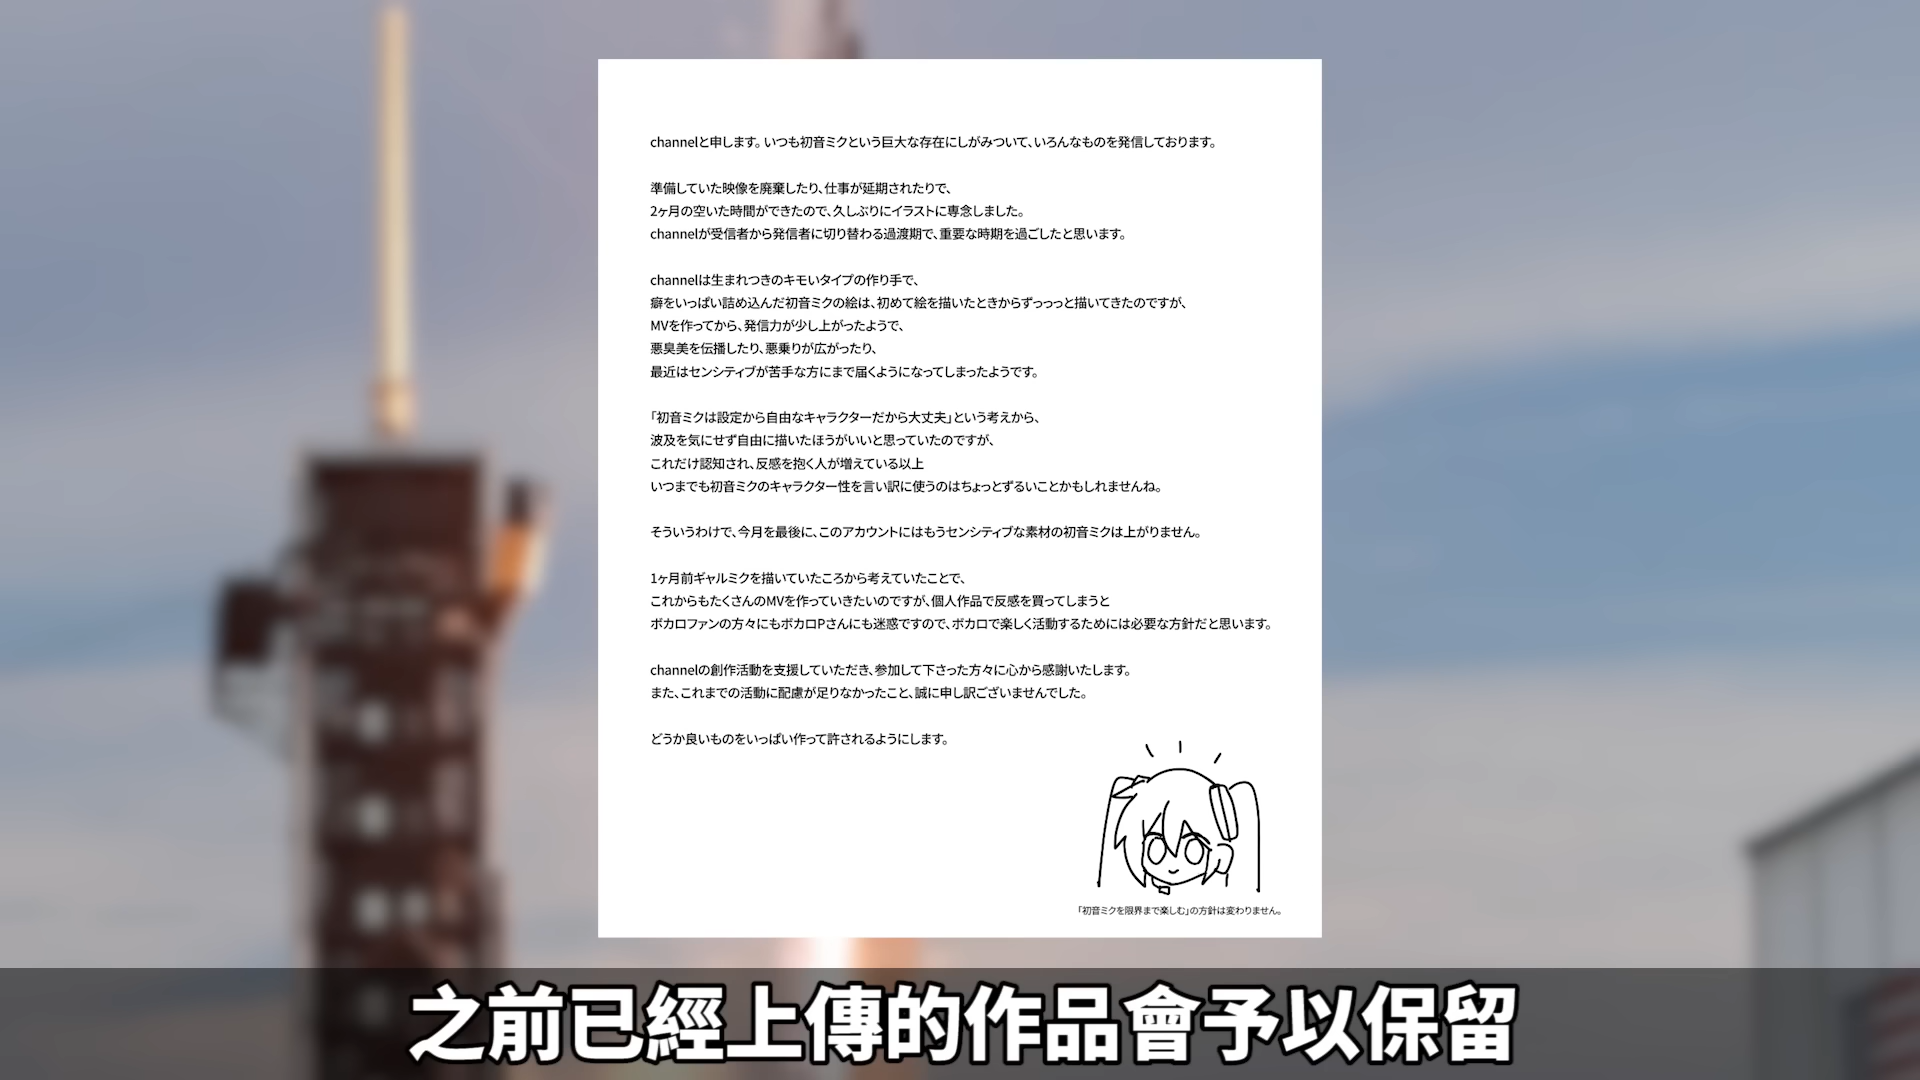 channelと申します。いつも初音ミクという巨大な存在にしがみついて、いろんなものを発信しております。
準備していた映像を廃棄したり、仕事が延期されたりで、
2ヶ月の空いた時間ができたので、久しぶりにイラストに専念しました。
channelが受信者から発信者に切り替わる過渡期で、重要な時期を過ごしたと思います。
channelは生まれつきのキモいタイプの作り手で、
癖をいっぱい詰め込んだ初音ミクの絵は、初めて絵を描いたときからずっっっと描いてきたのですが、
MVを作ってから、発信力が少し上がったようで、
悪臭美を伝播したり、悪乗りが広がったり、
最近はセンシティブが苦手な方にまで届くようになってしまったようです。
「初音ミクは設定から自由なキャラクターだから大丈夫」という考えから、
波及を気にせず自由に描いたほうがいいと思っていたのですが、
これだけ認知され、反感を抱く人が増えている以上
いつまでも初音ミクのキャラクター性を言い訳に使うのはちょっとずるいことかもしれませんね。
そういうわけで、今月を最後に、このアカウントにはもうセンシティブな素材の初音ミクは上がりません。
1ヶ月前ギャルミクを描いていたころから考えていたことで、
これからもたくさんのMVを作っていきたいのですが、個人作品で反感を買ってしまうと
ボカロファンの方々にもボカロPさんにも迷惑ですので、ボカロで楽しく活動するためには必要な方針だと思います。
channelの創作活動を支援していただき、参加して下さった方々に心から感謝いたします。
また、これまでの活動に配慮が足りなかったこと、誠に申し訳ございませんでした。
どうか良いものをいっぱい作って許されるようにします。
「初音ミクを限界まで楽しむ」の方針は変わりません。
之前已經上傳的作品會予以保留